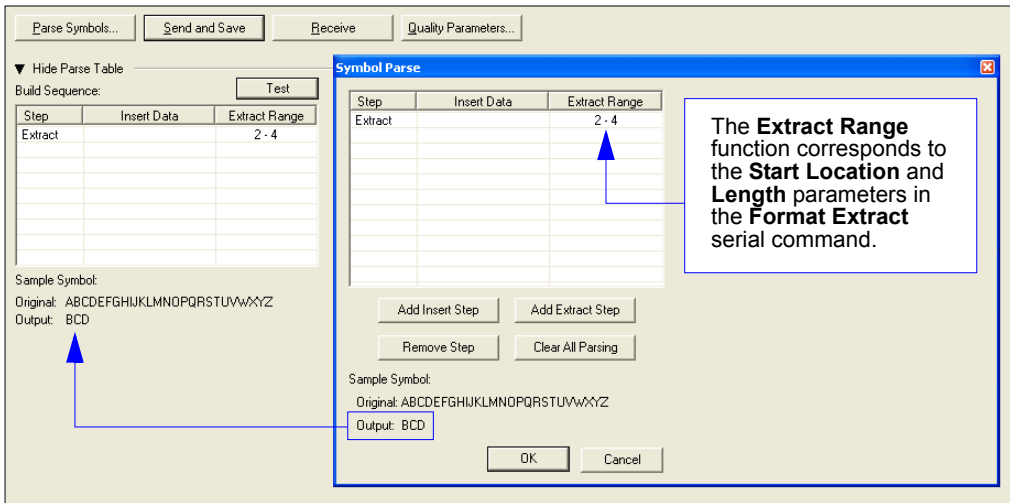 Parse Symbols... Send and Save Receive Quality Parameters...
Hide Parse Table
Build Sequence: Test
Step Insert Data Extract Range
Extract 2 - 4
Sample Symbol:
Original: ABCDEFGHIJKLMNOPQRSTUVWXYZ
Output: BCD
Symbol Parse
Step Insert Data Extract Range
Extract 2 - 4
Add Insert Step Add Extract Step
Remove Step Clear All Parsing
Sample Symbol:
Original: ABCDEFGHIJKLMNOPQRSTUVWXYZ
Output: BCD
OK Cancel
The Extract Range
function corresponds to
the Start Location and
Length parameters in
the Format Extract
serial command.